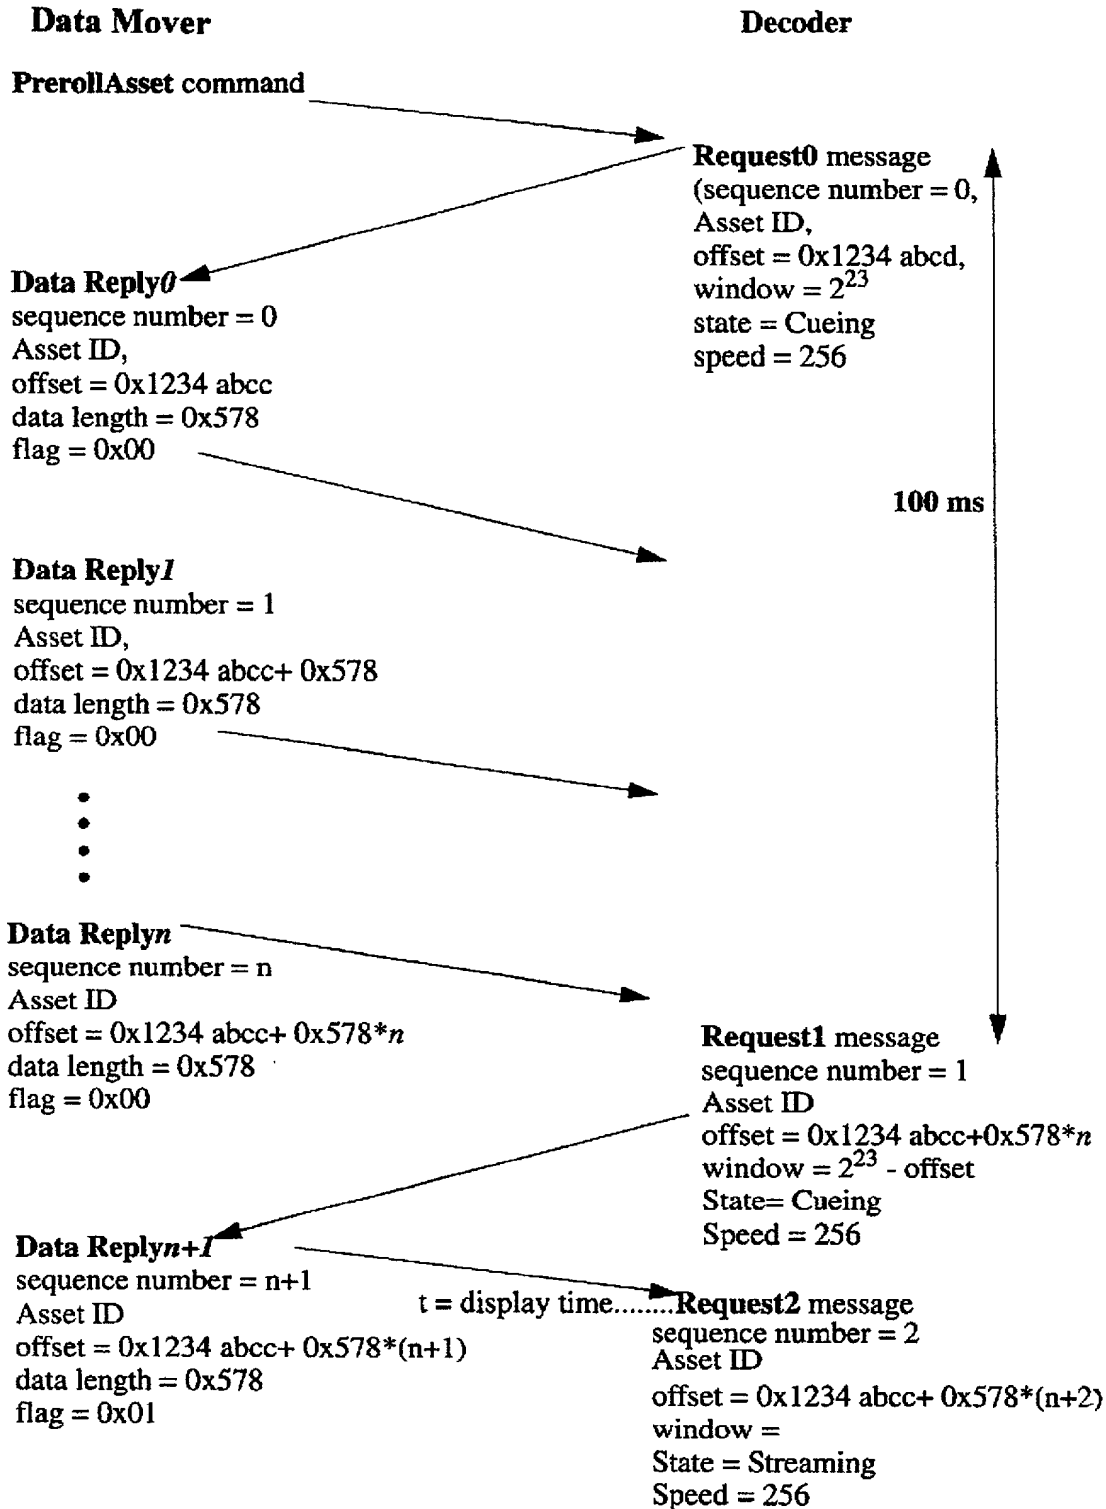 Data Mover
Decoder
PrerollAsset command
Request0 message
(sequence number = 0,
Asset ID,
offset = 0x1234 abcd,
window = 2^23
state = Cueing
speed = 256
Data Reply0
sequence number = 0
Asset ID,
offset = 0x1234 abcc
data length = 0x578
flag = 0x00
100 ms
Data Reply1
sequence number = 1
Asset ID,
offset = 0x1234 abcc+ 0x578
data length = 0x578
flag = 0x00
Data Replyn
sequence number = n
Asset ID
offset = 0x1234 abcc+ 0x578*n
data length = 0x578
flag = 0x00
Request1 message
sequence number = 1
Asset ID
offset = 0x1234 abcc+0x578*n
window = 2^23 - offset
State= Cueing
Speed = 256
Data Replyn+1
sequence number = n+1
Asset ID
offset = 0x1234 abcc+ 0x578*(n+1)
data length = 0x578
flag = 0x01
t = display time........Request2 message
sequence number = 2
Asset ID
offset = 0x1234 abcc+ 0x578*(n+2)
window =
State = Streaming
Speed = 256